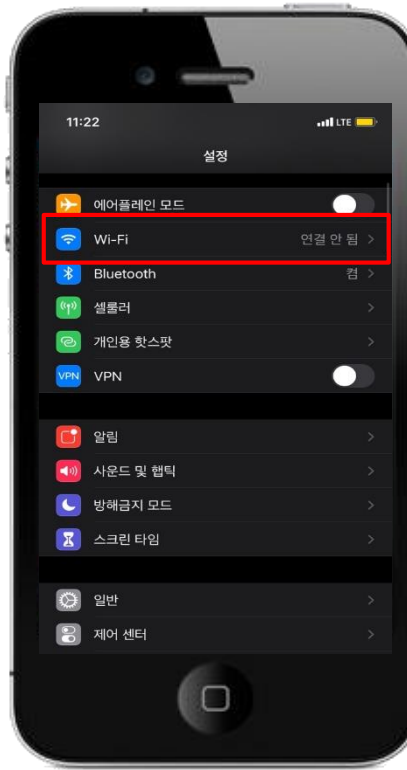 11:22 LTE
설정
에어플레인 모드
Wi-Fi 연결 안 됨
Bluetooth 켬
셀룰러
개인용 핫스팟
VPN VPN
알림
사운드 및 햅틱
방해금지 모드
스크린 타임
일반
제어 센터